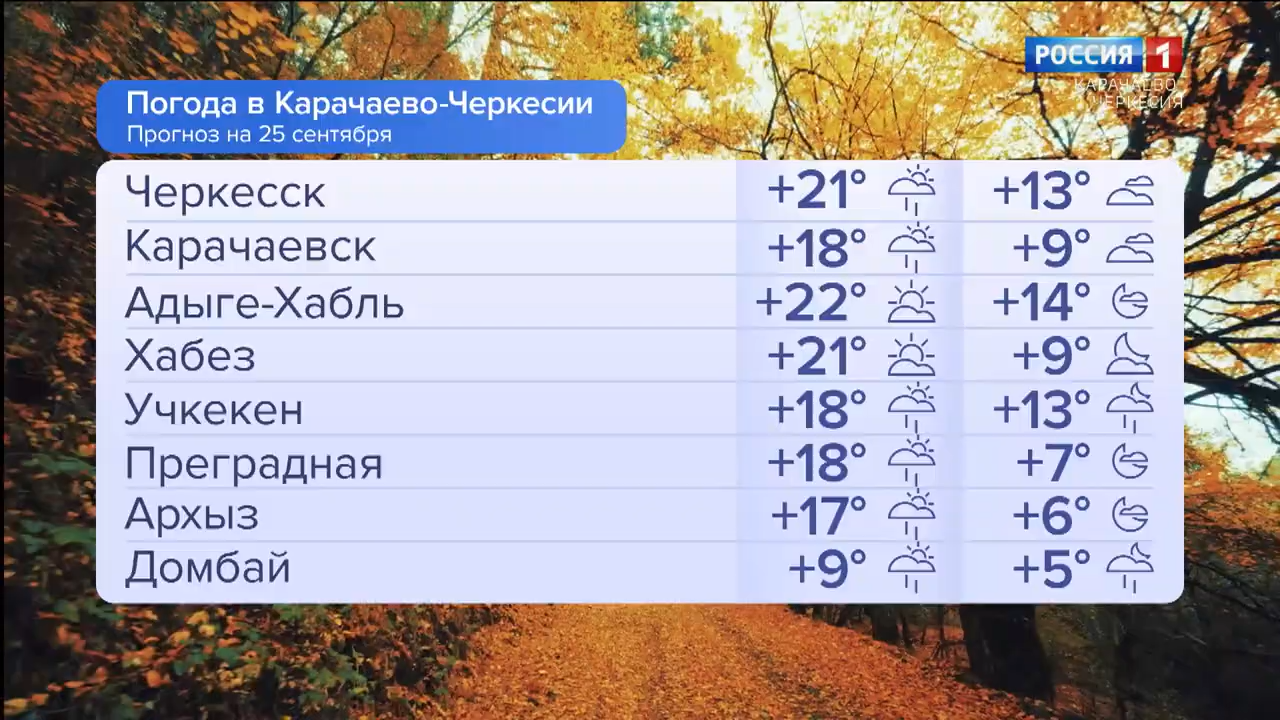 РОССИЯ 1
КАРАЧАЕВО
ЧЕРКЕСИЯ
Погода в Карачаево-Черкесии
Прогноз на 25 сентября
Черкесск +21° +13°
Карачаевск +18° +9°
Адыге-Хабль +22° +14°
Хабез +21° +9°
Учкекен +18° +13°
Преградная +18° +7°
Архыз +17° +6°
Домбай +9° +5°